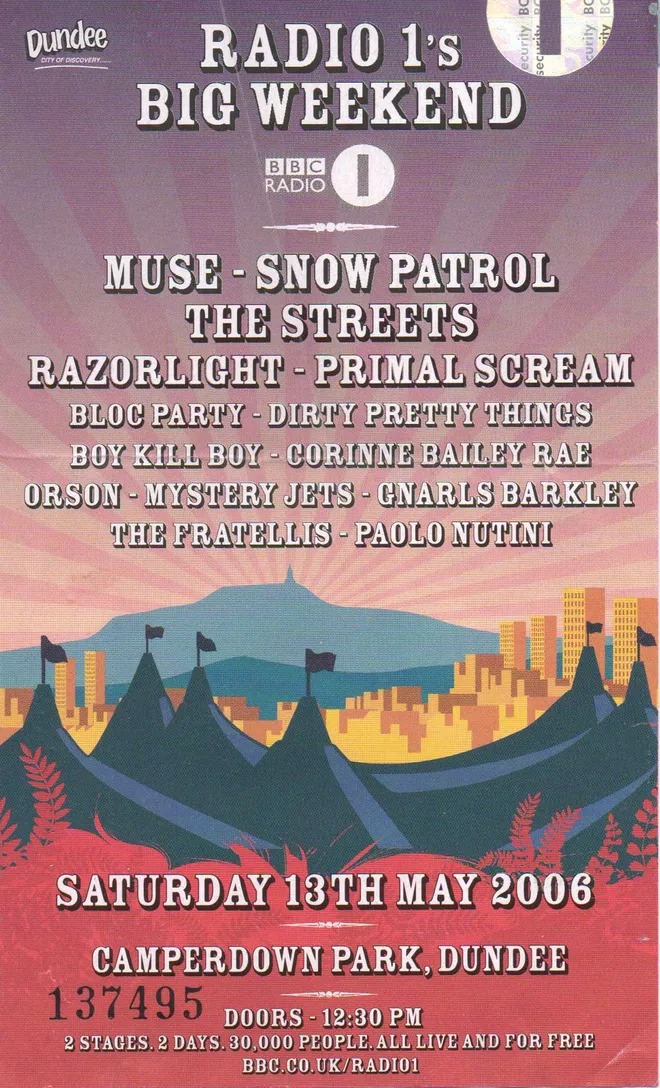 Dundee
CITY OF DISCOVERY......
RADIO 1's
BIG WEEKEND
BBC
RADIO 1
MUSE - SNOW PATROL
THE STREETS
RAZORLIGHT - PRIMAL SCREAM
BLOC PARTY - DIRTY PRETTY THINGS
BOY KILL BOY - CORINNE BAILEY RAE
ORSON - MYSTERY JETS - GNARLS BARKLEY
THE FRATELLIS - PAOLO NUTINI
SATURDAY 13TH MAY 2006
CAMPERDOWN PARK, DUNDEE
137495
DOORS - 12:30 PM
2 STAGES. 2 DAYS. 30,000 PEOPLE. ALL LIVE AND FOR FREE
BBC.CO.UK/RADIO1